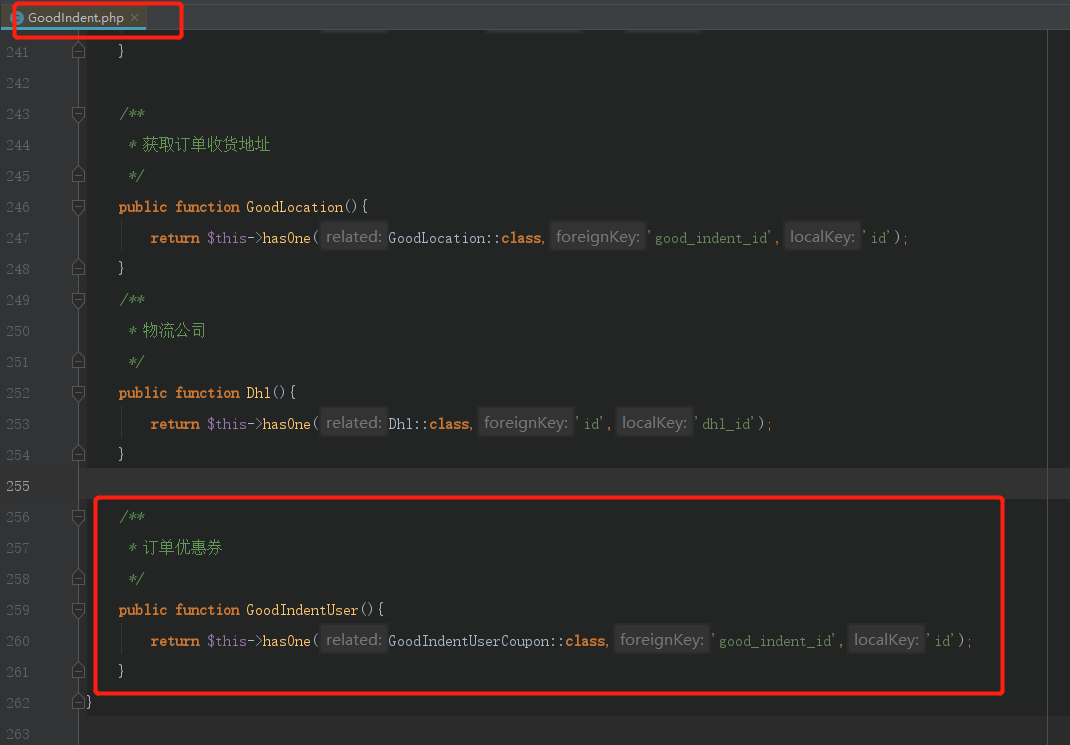 GoodIndent.php ×
241 }
242
243 /**
244 * 获取订单收货地址
245 */
246 public function GoodLocation(){
247 return $this->hasOne( related: GoodLocation::class, foreignKey: 'good_indent_id', localKey: 'id');
248 }
249 /**
250 * 物流公司
251 */
252 public function Dhl(){
253 return $this->hasOne( related: Dhl::class, foreignKey: 'id', localKey: 'dhl_id');
254 }
255
256 /**
257 * 订单优惠券
258 */
259 public function GoodIndentUser(){
260 return $this->hasOne( related: GoodIndentUserCoupon::class, foreignKey: 'good_indent_id', localKey: 'id');
261 }
262 }
263